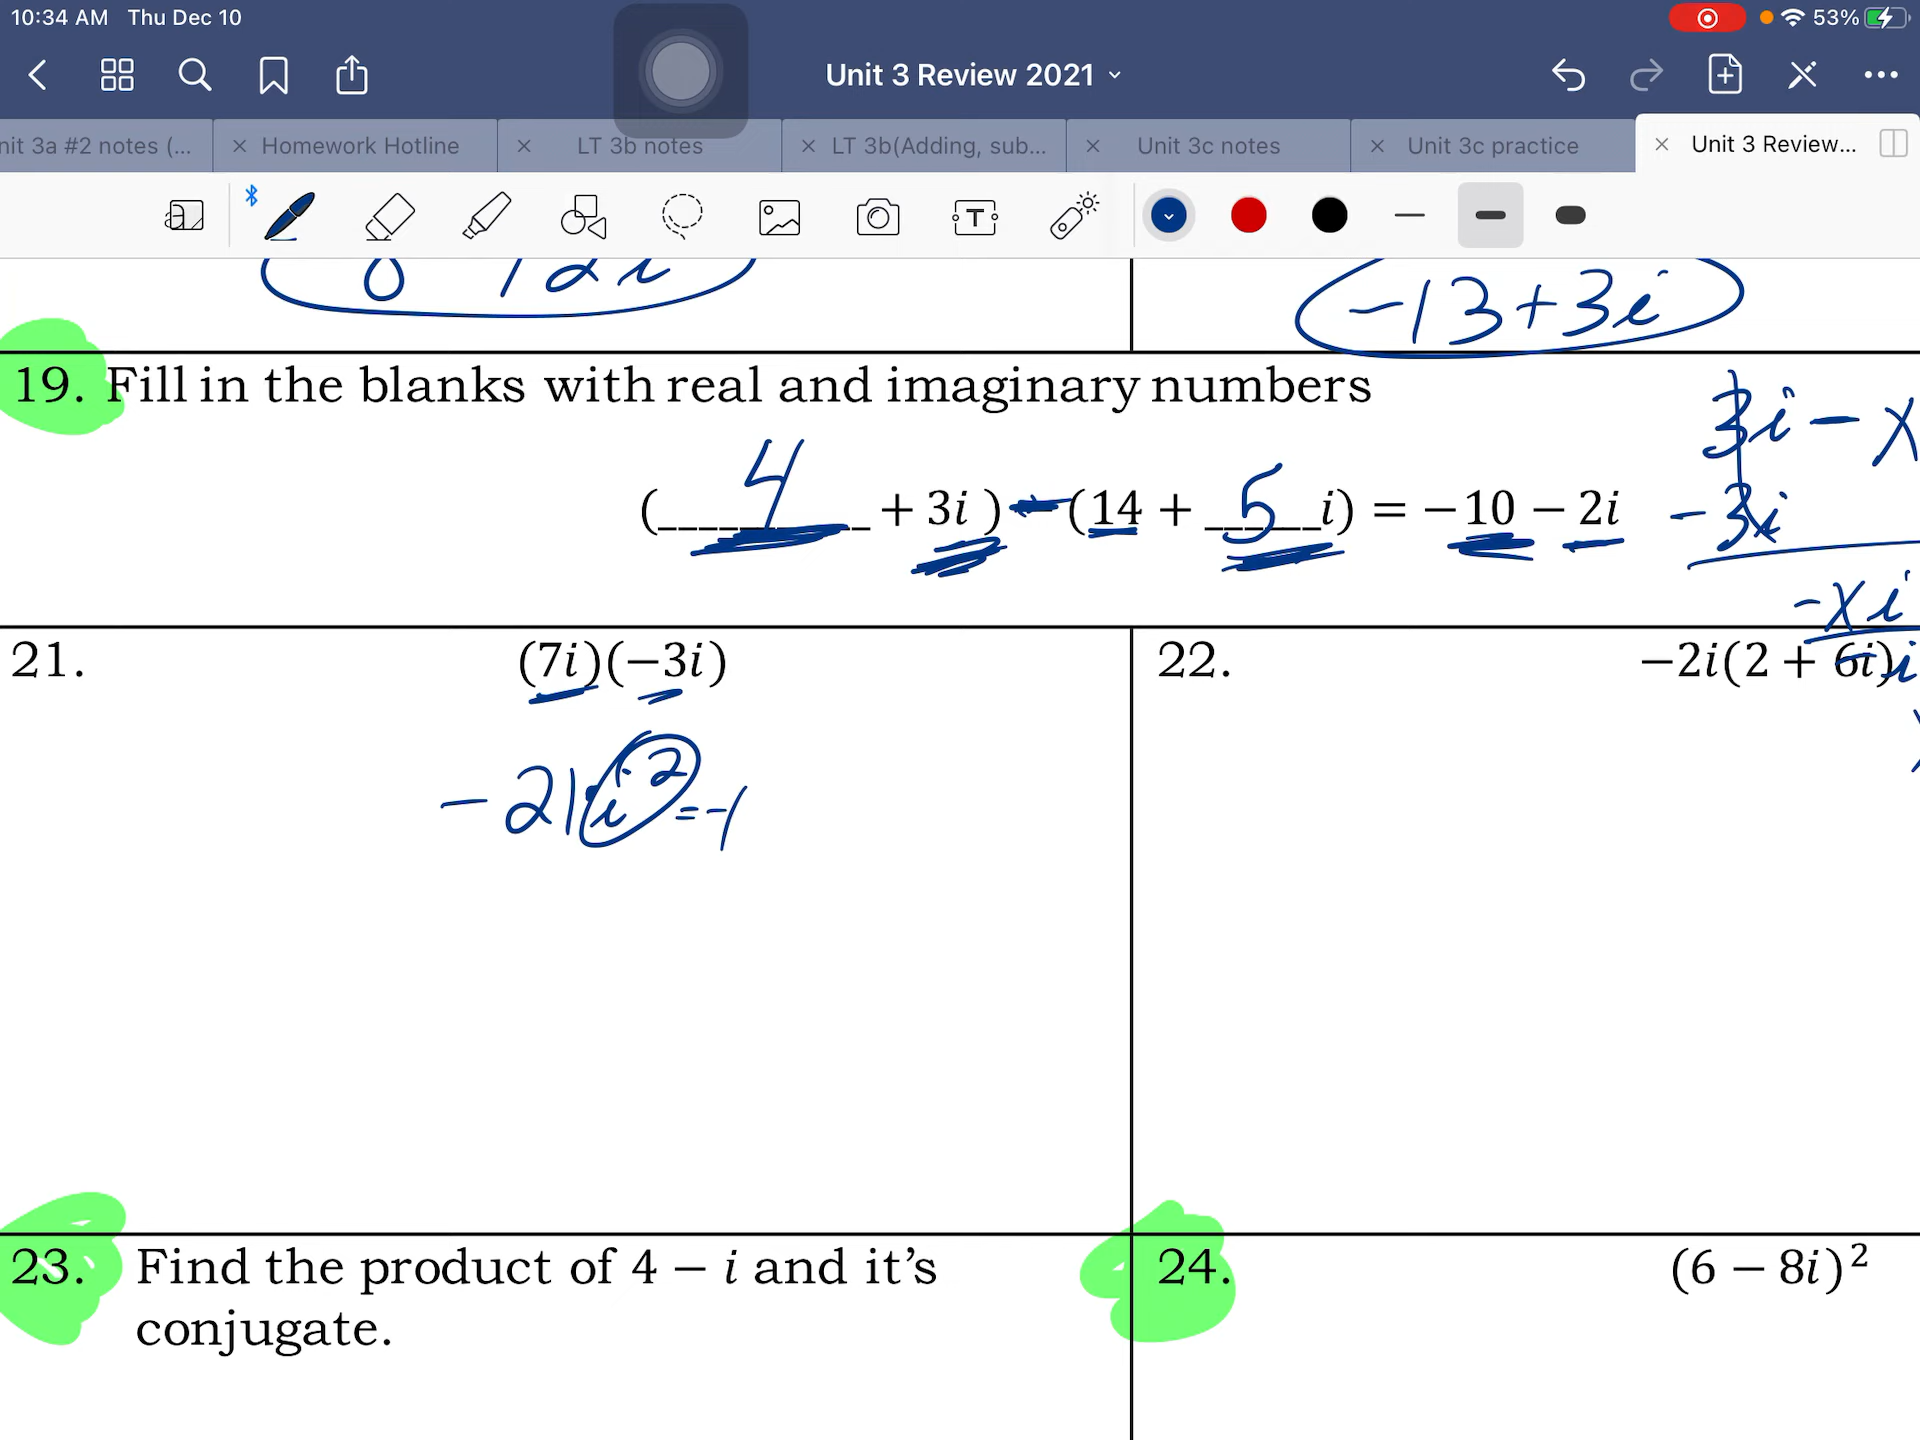 10:34 AM Thu Dec 10
53%
Unit 3 Review 2021
nit 3a #2 notes (...
Homework Hotline
LT 3b notes
LT 3b(Adding, sub...
Unit 3c notes
Unit 3c practice
Unit 3 Review...
-13+3i
19. Fill in the blanks with real and imaginary numbers
(__4__ + 3i) - (14 + __5__i) = −10 − 2i
3i - x
- 3i
-xi
21. (7i)(−3i)
-21i² = -1
22. −2i(2 + 6i)
23. Find the product of 4 − i and it’s
conjugate.
24. (6 − 8i)²